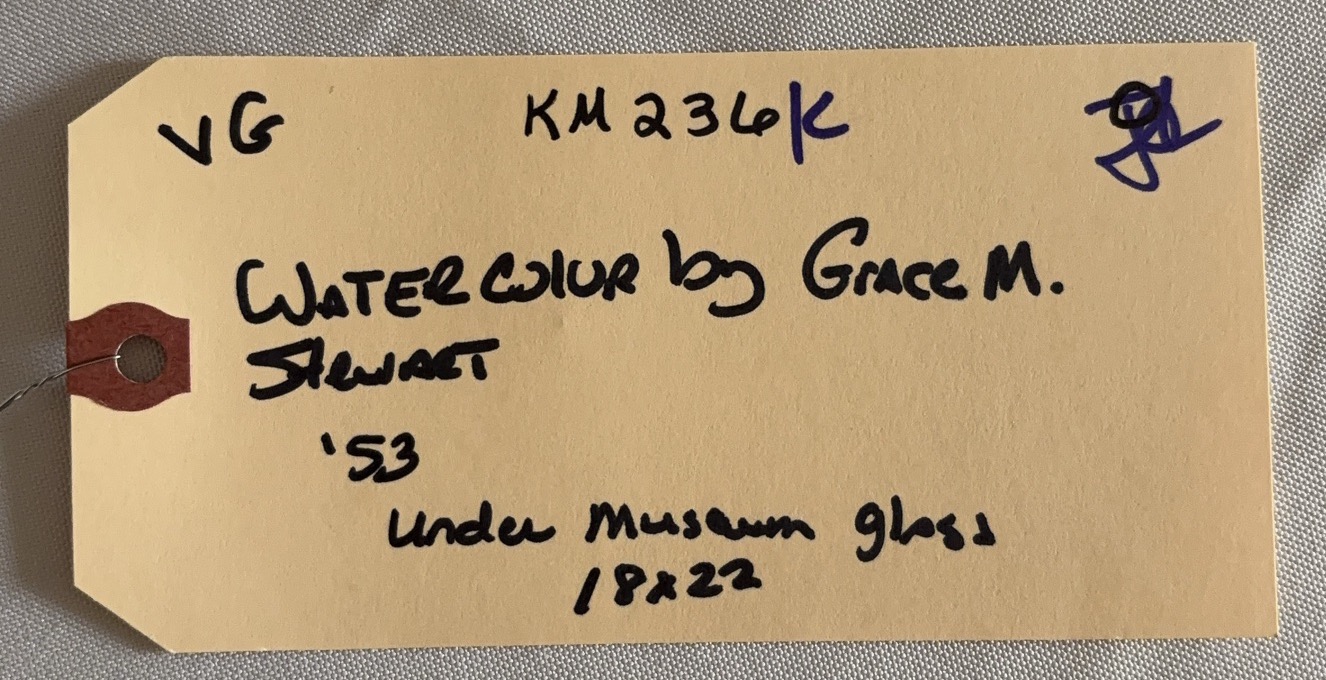 VG KM236K
WATERCOLUR by GRACE M.
STEWART
'53
under Museum glass
18x22